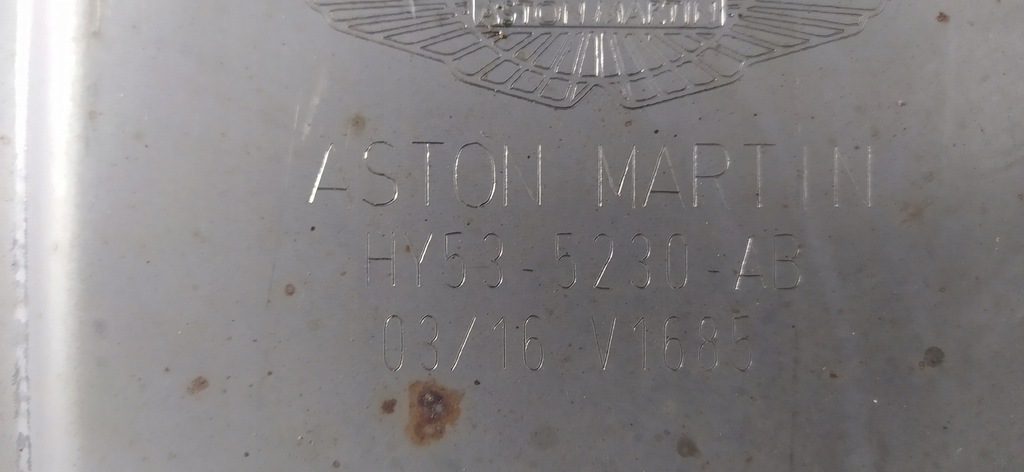 ASTON MARTIN
ASTON MARTIN
HY53-5230-AB
03/16 V1685